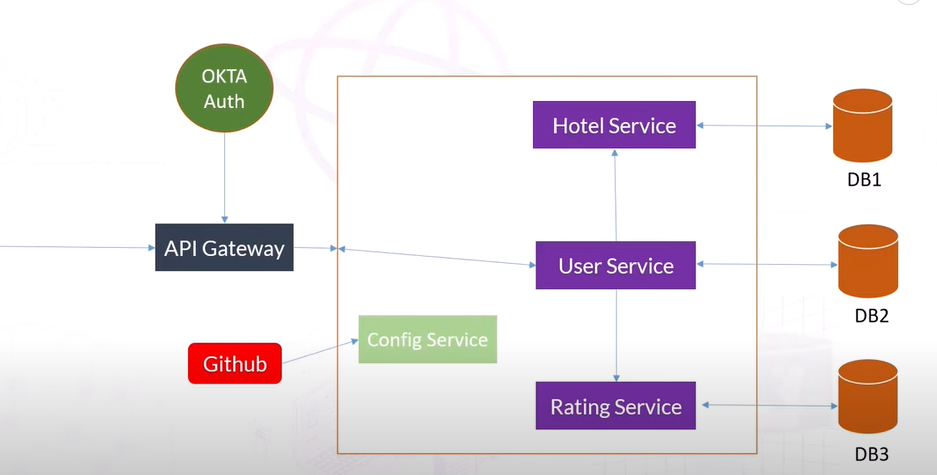 OKTA
Auth
Hotel Service
DB1
API Gateway
User Service
DB2
Config Service
Github
Rating Service
DB3